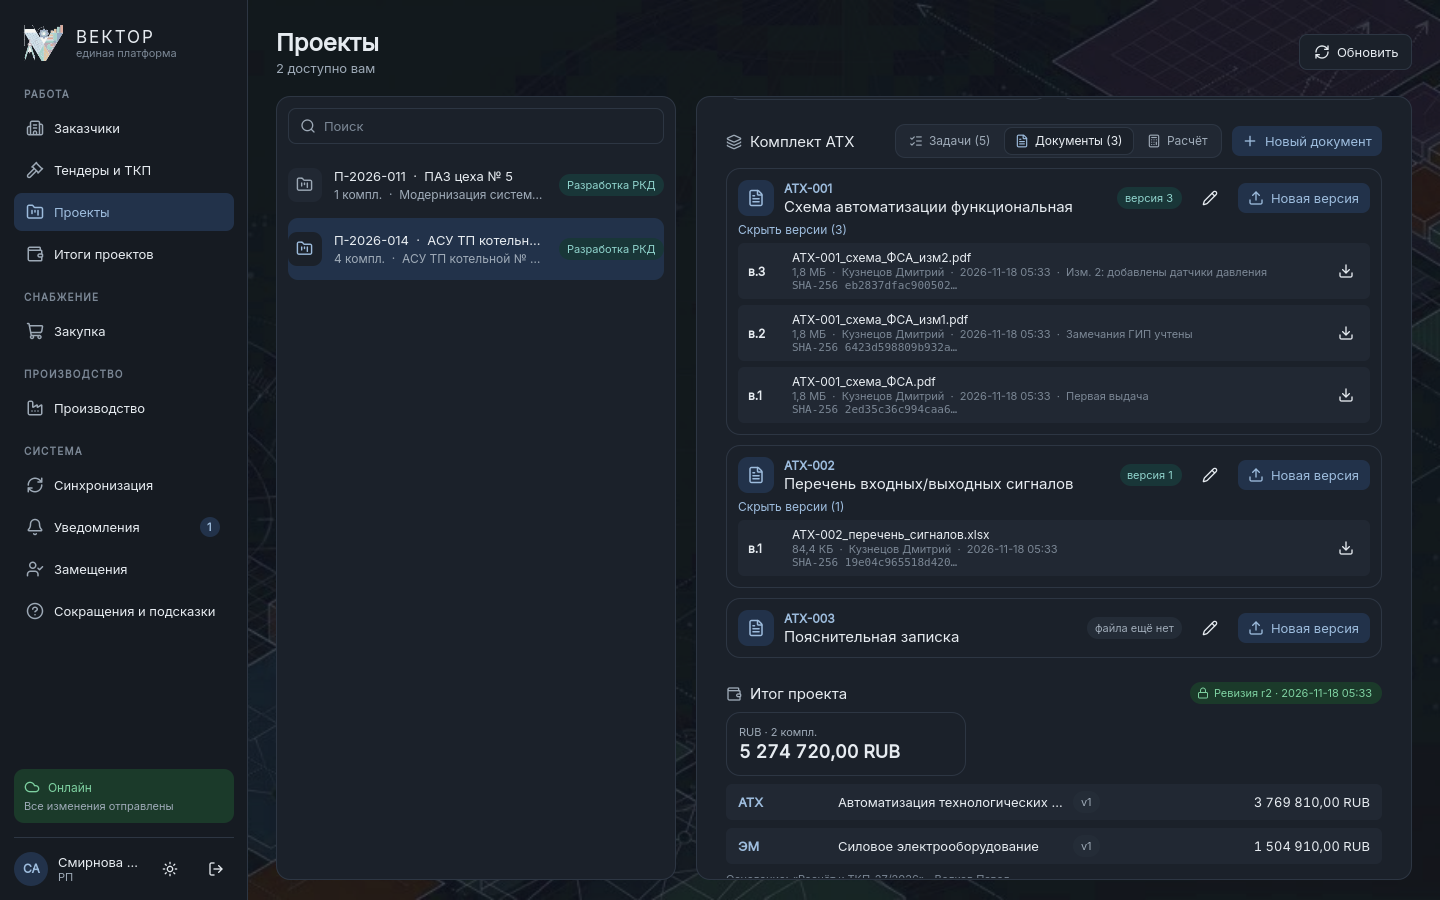 ВЕКТОР
единая платформа
РАБОТА
Заказчики
Тендеры и ТКП
Проекты
Итоги проектов
СНАБЖЕНИЕ
Закупка
ПРОИЗВОДСТВО
Производство
СИСТЕМА
Синхронизация
Уведомления 1
Замещения
Сокращения и подсказки
Онлайн
Все изменения отправлены
СА Смирнова ...
РП
Проекты
2 доступно вам
Обновить
Поиск
П-2026-011 · ПАЗ цеха № 5
1 компл. · Модернизация систем...
Разработка РКД
П-2026-014 · АСУ ТП котельн...
4 компл. · АСУ ТП котельной № ...
Разработка РКД
Комплект АТХ
Задачи (5) Документы (3) Расчёт
Новый документ
АТХ-001
Схема автоматизации функциональная
версия 3
Новая версия
Скрыть версии (3)
в.3
АТХ-001_схема_ФСА_изм2.pdf
1,8 МБ · Кузнецов Дмитрий · 2026-11-18 05:33 · Изм. 2: добавлены датчики давления
SHA-256 eb2837dfac900502…
в.2
АТХ-001_схема_ФСА_изм1.pdf
1,8 МБ · Кузнецов Дмитрий · 2026-11-18 05:33 · Замечания ГИП учтены
SHA-256 6423d598809b932a…
в.1
АТХ-001_схема_ФСА.pdf
1,8 МБ · Кузнецов Дмитрий · 2026-11-18 05:33 · Первая выдача
SHA-256 2ed35c36c994caa6…
АТХ-002
Перечень входных/выходных сигналов
версия 1
Новая версия
Скрыть версии (1)
в.1
АТХ-002_перечень_сигналов.xlsx
84,4 КБ · Кузнецов Дмитрий · 2026-11-18 05:33
SHA-256 19e04c965518d420…
АТХ-003
Пояснительная записка
файла ещё нет
Новая версия
Итог проекта
Ревизия r2 · 2026-11-18 05:33
RUB · 2 компл.
5 274 720,00 RUB
АТХ Автоматизация технологических ... v1 3 769 810,00 RUB
ЭМ Силовое электрооборудование v1 1 504 910,00 RUB